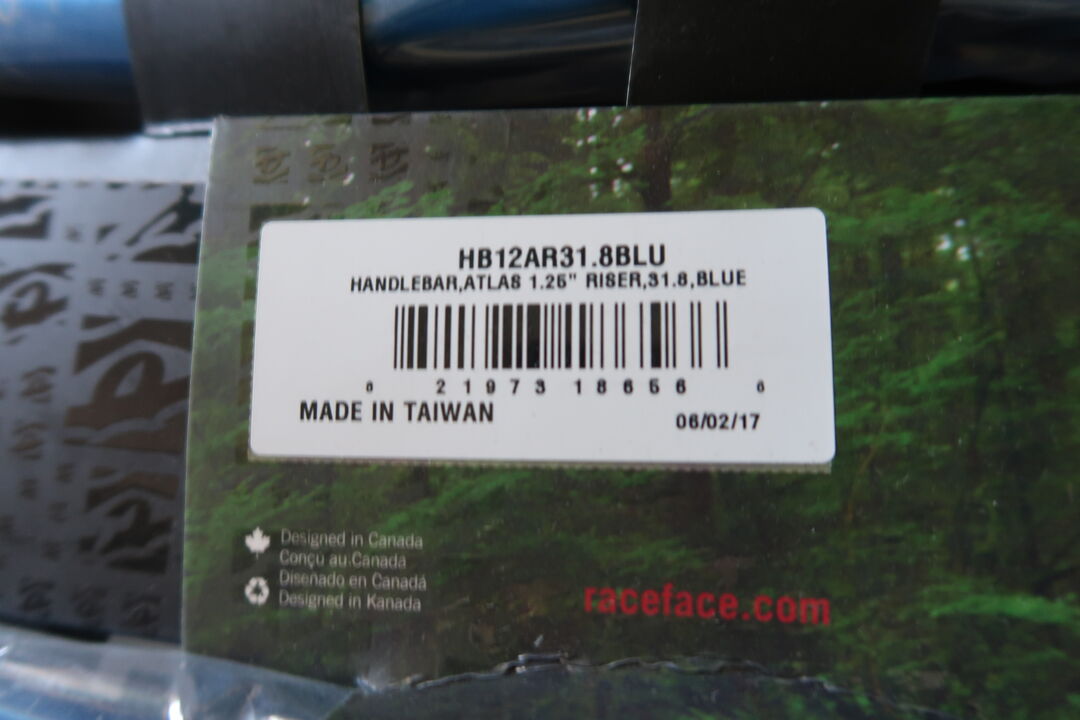 HB12AR31.8BLU
HANDLEBAR,ATLAS 1.25" RISER,31.8,BLUE
6 21973 18656 6
MADE IN TAIWAN
06/02/17
Designed in Canada
Conçu au Canada
Diseñado en Canadá
Designed in Kanada
raceface.com